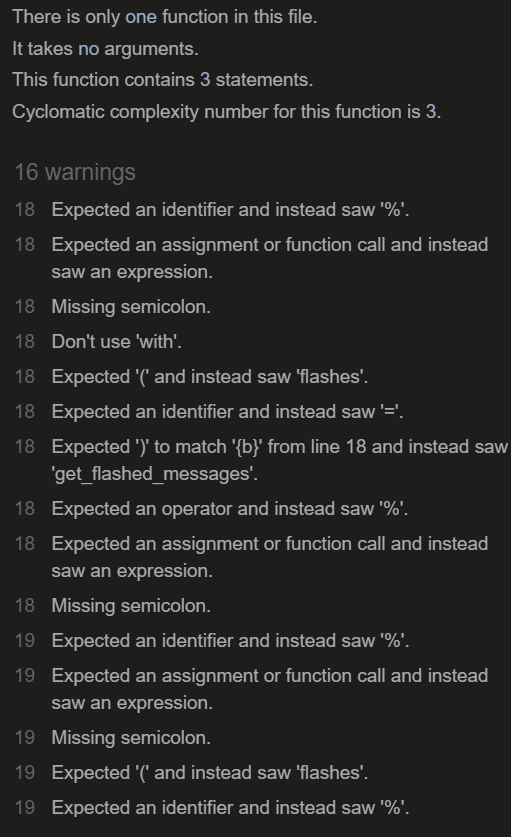 There is only one function in this file.
It takes no arguments.
This function contains 3 statements.
Cyclomatic complexity number for this function is 3.
16 warnings
18 Expected an identifier and instead saw '%'.
18 Expected an assignment or function call and instead
saw an expression.
18 Missing semicolon.
18 Don't use 'with'.
18 Expected '(' and instead saw 'flashes'.
18 Expected an identifier and instead saw '='.
18 Expected ')' to match '{b}' from line 18 and instead saw
'get_flashed_messages'.
18 Expected an operator and instead saw '%'.
18 Expected an assignment or function call and instead
saw an expression.
18 Missing semicolon.
19 Expected an identifier and instead saw '%'.
19 Expected an assignment or function call and instead
saw an expression.
19 Missing semicolon.
19 Expected '(' and instead saw 'flashes'.
19 Expected an identifier and instead saw '%'.